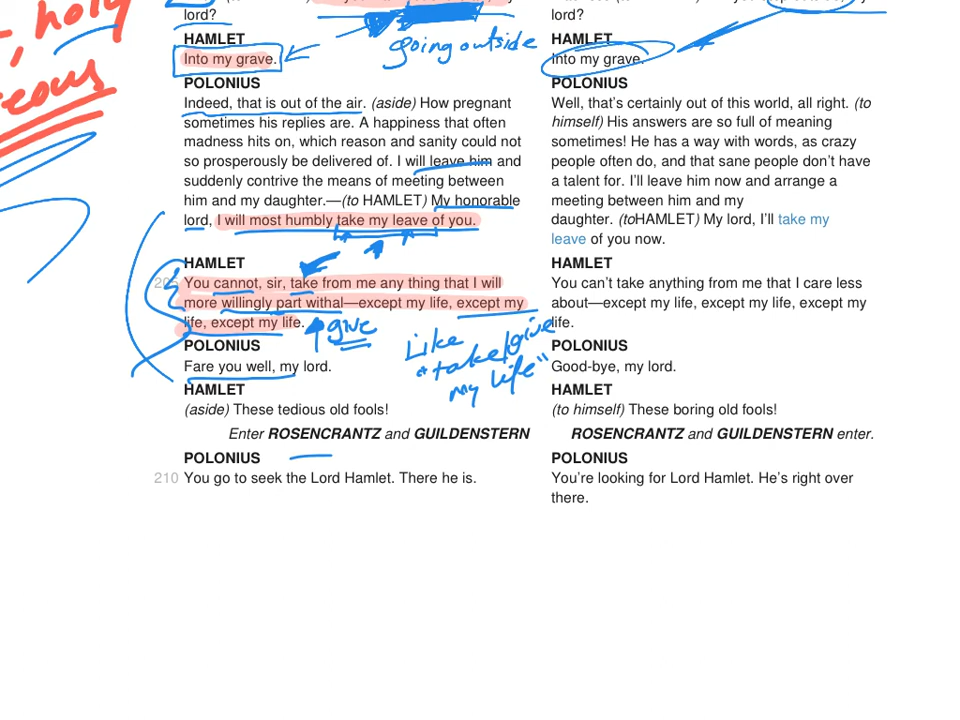 lord?
HAMLET
Into my grave.
POLONIUS
Indeed, that is out of the air. (aside) How pregnant
sometimes his replies are. A happiness that often
madness hits on, which reason and sanity could not
so prosperously be delivered of. I will leave him and
suddenly contrive the means of meeting between
him and my daughter.—(to HAMLET) My honorable
lord, I will most humbly take my leave of you.
HAMLET
205 You cannot, sir, take from me any thing that I will
more willingly part withal—except my life, except my
life, except my life.
POLONIUS
Fare you well, my lord.
HAMLET
(aside) These tedious old fools!
Enter ROSENCRANTZ and GUILDENSTERN
POLONIUS
210 You go to seek the Lord Hamlet. There he is.
lord?
HAMLET
Into my grave.
POLONIUS
Well, that’s certainly out of this world, all right. (to
himself) His answers are so full of meaning
sometimes! He has a way with words, as crazy
people often do, and that sane people don’t have
a talent for. I’ll leave him now and arrange a
meeting between him and my
daughter. (toHAMLET) My lord, I’ll take my
leave of you now.
HAMLET
You can’t take anything from me that I care less
about—except my life, except my life, except my
life.
POLONIUS
Good-bye, my lord.
HAMLET
(to himself) These boring old fools!
ROSENCRANTZ and GUILDENSTERN enter.
POLONIUS
You’re looking for Lord Hamlet. He’s right over
there.
holy
going outside
give
Like
"take/give
my life"